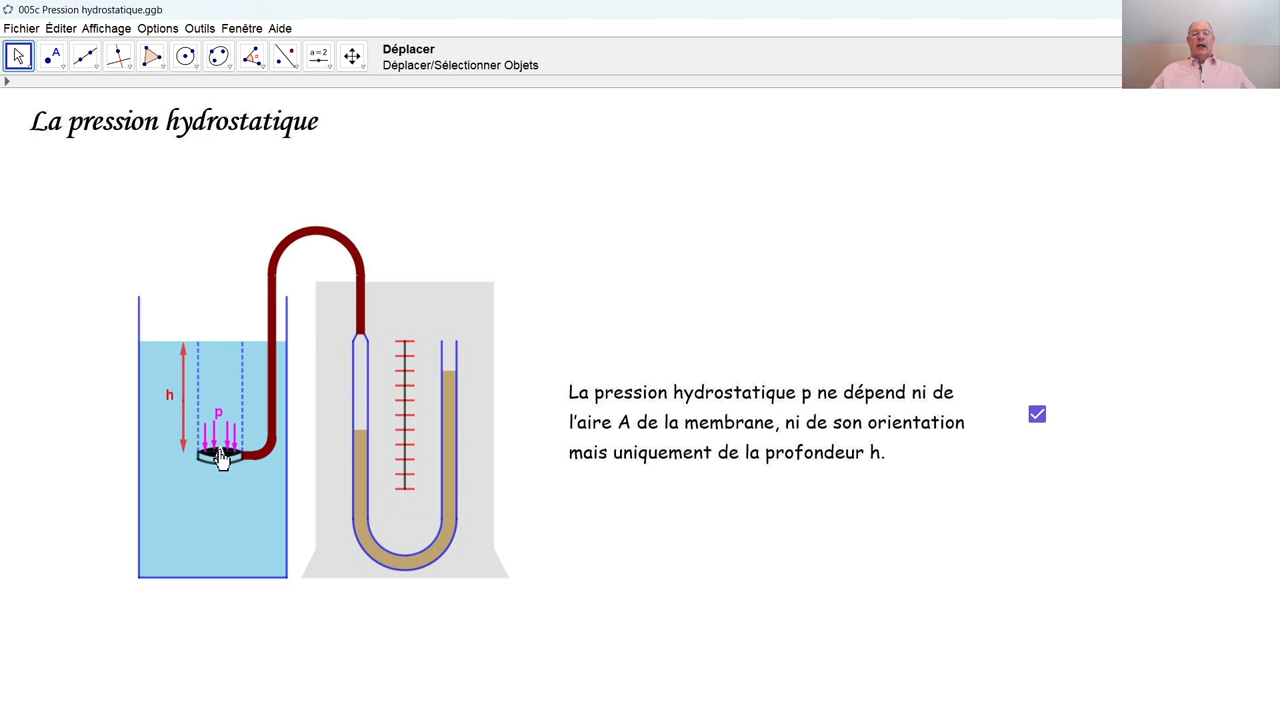 005c Pression hydrostatique.ggb
Fichier Éditer Affichage Options Outils Fenêtre Aide
A
a=2
Déplacer
Déplacer/Sélectionner Objets
La pression hydrostatique
h
p
La pression hydrostatique p ne dépend ni de
l’aire A de la membrane, ni de son orientation
mais uniquement de la profondeur h.